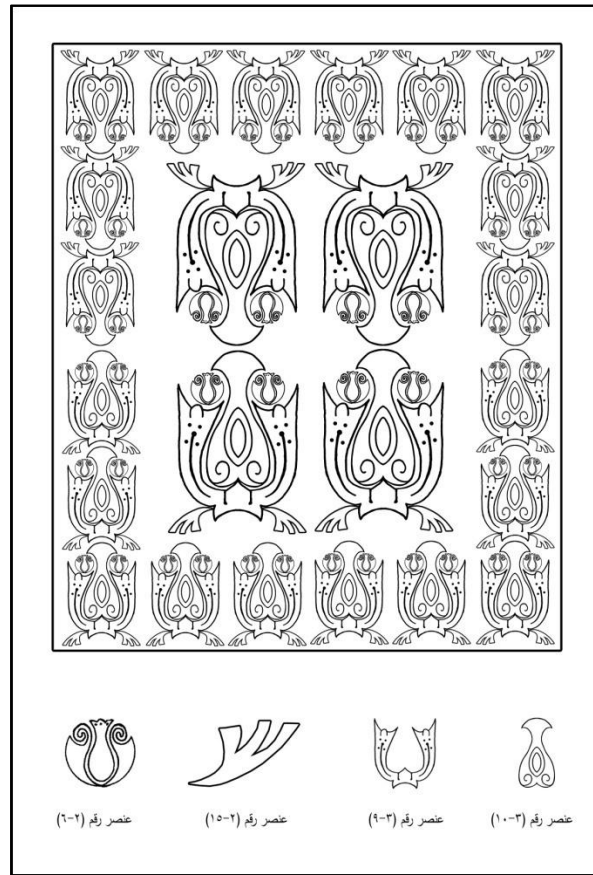 عنصر رقم (٣-١٠)
عنصر رقم (٣-٩)
عنصر رقم (٢-١٥)
عنصر رقم (٢-٦)